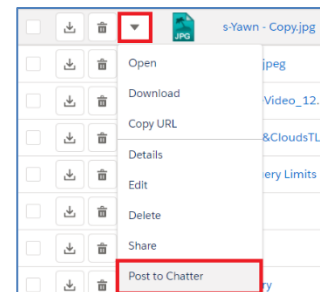 JPG
s-Yawn - Copy.jpg
Open
jpeg
Download
Video_12.
Copy URL
&CloudsTL
Details
ery Limits
Edit
Delete
Share
Post to Chatter
ry